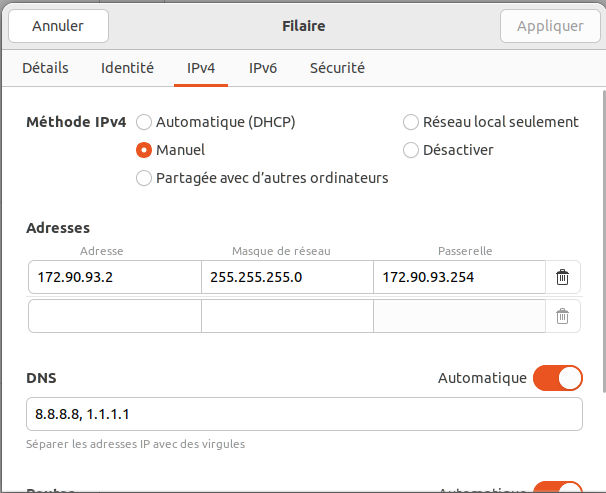 Annuler Filaire Appliquer
Détails Identité IPv4 IPv6 Sécurité
Méthode IPv4 Automatique (DHCP) Réseau local seulement
Manuel Désactiver
Partagée avec d'autres ordinateurs
Adresses
Adresse Masque de réseau Passerelle
172.90.93.2 255.255.255.0 172.90.93.254
DNS Automatique
8.8.8.8, 1.1.1.1
Séparer les adresses IP avec des virgules
Routes Automatique